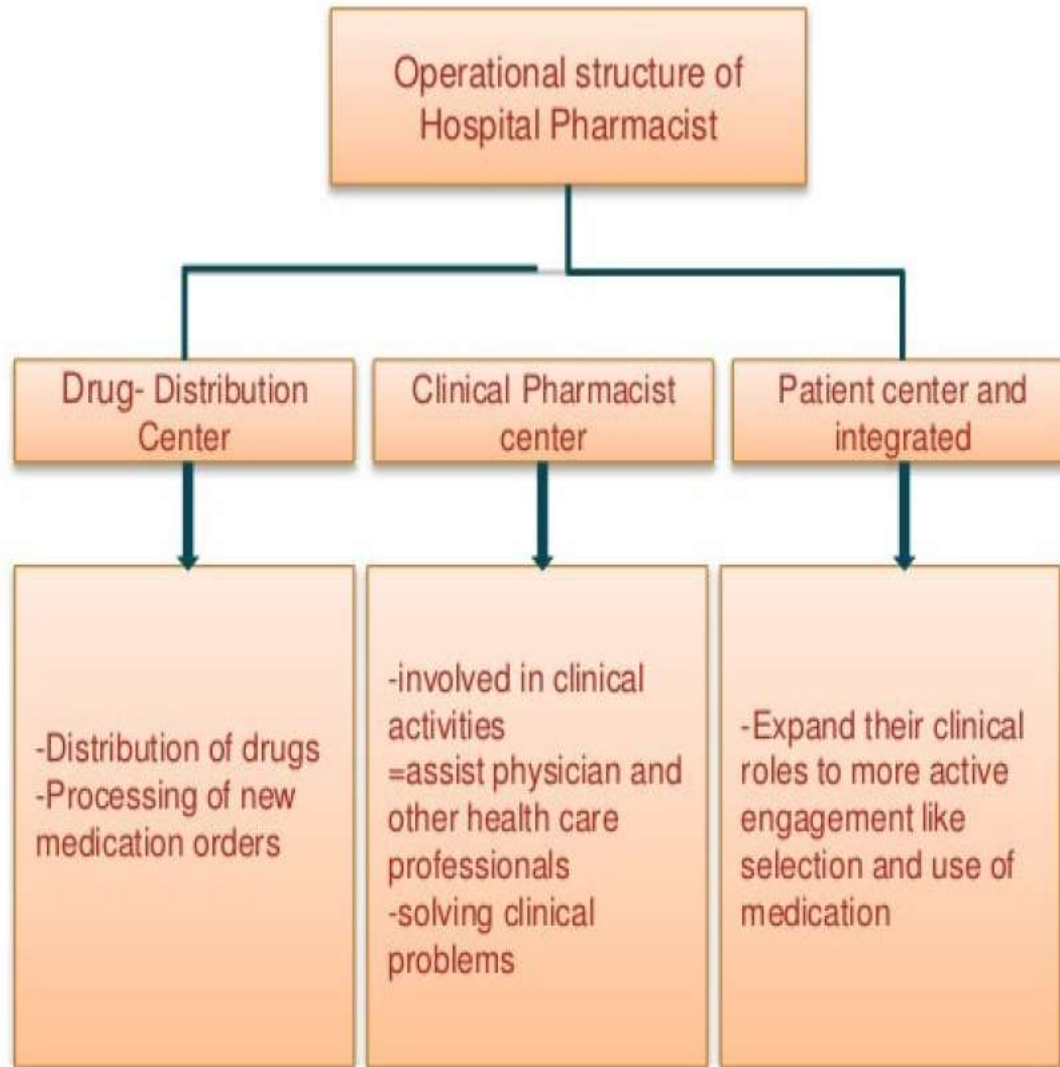 Operational structure of
Hospital Pharmacist
Drug- Distribution
Center
Clinical Pharmacist
center
Patient center and
integrated
-Distribution of drugs
-Processing of new
medication orders
-involved in clinical
activities
=assist physician and
other health care
professionals
-solving clinical
problems
-Expand their clinical
roles to more active
engagement like
selection and use of
medication